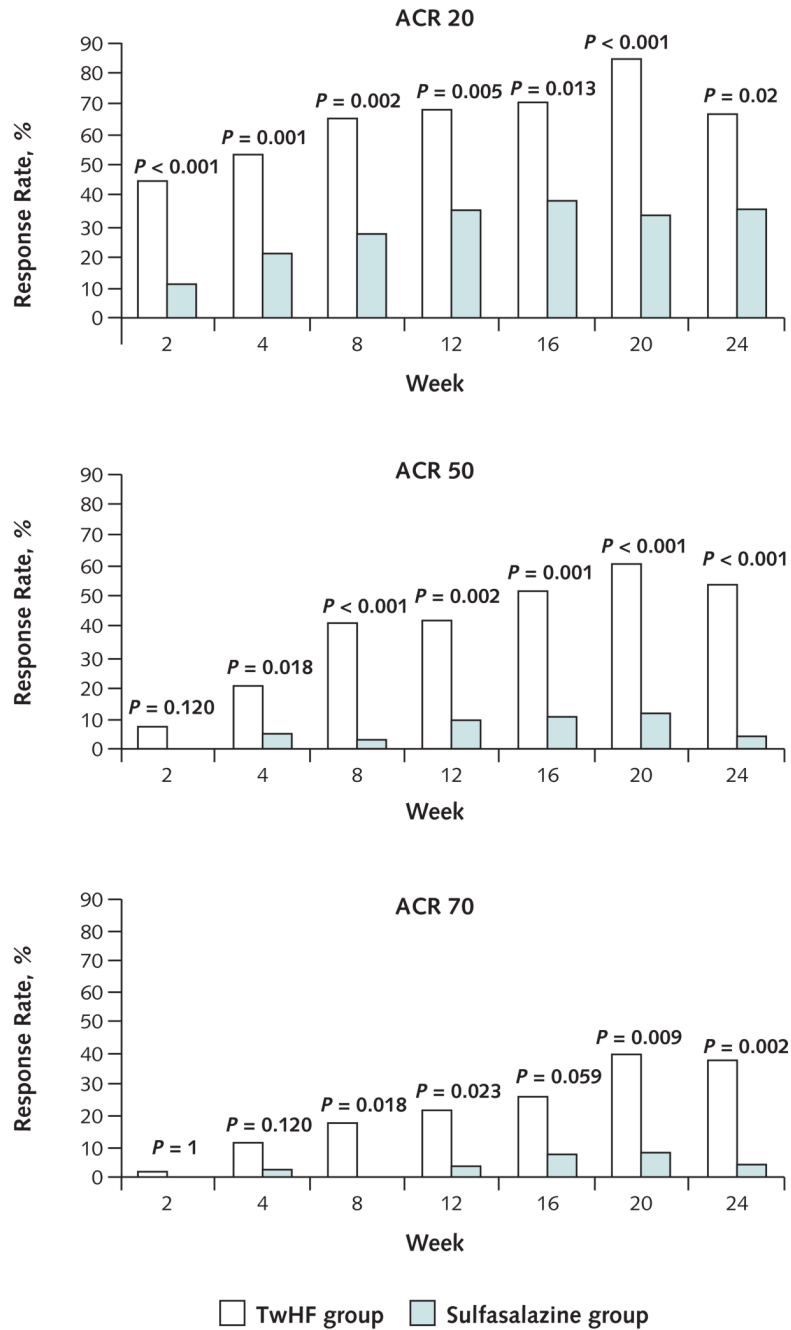 ACR 20
Response Rate, %
90
80
70
60
50
40
30
20
10
0
P < 0.001
P = 0.001
P = 0.002
P = 0.005
P = 0.013
P < 0.001
P = 0.02
2 4 8 12 16 20 24
Week
ACR 50
Response Rate, %
90
80
70
60
50
40
30
20
10
0
P = 0.120
P = 0.018
P < 0.001
P = 0.002
P = 0.001
P < 0.001
P < 0.001
2 4 8 12 16 20 24
Week
ACR 70
Response Rate, %
90
80
70
60
50
40
30
20
10
0
P = 1
P = 0.120
P = 0.018
P = 0.023
P = 0.059
P = 0.009
P = 0.002
2 4 8 12 16 20 24
Week
TwHF group Sulfasalazine group